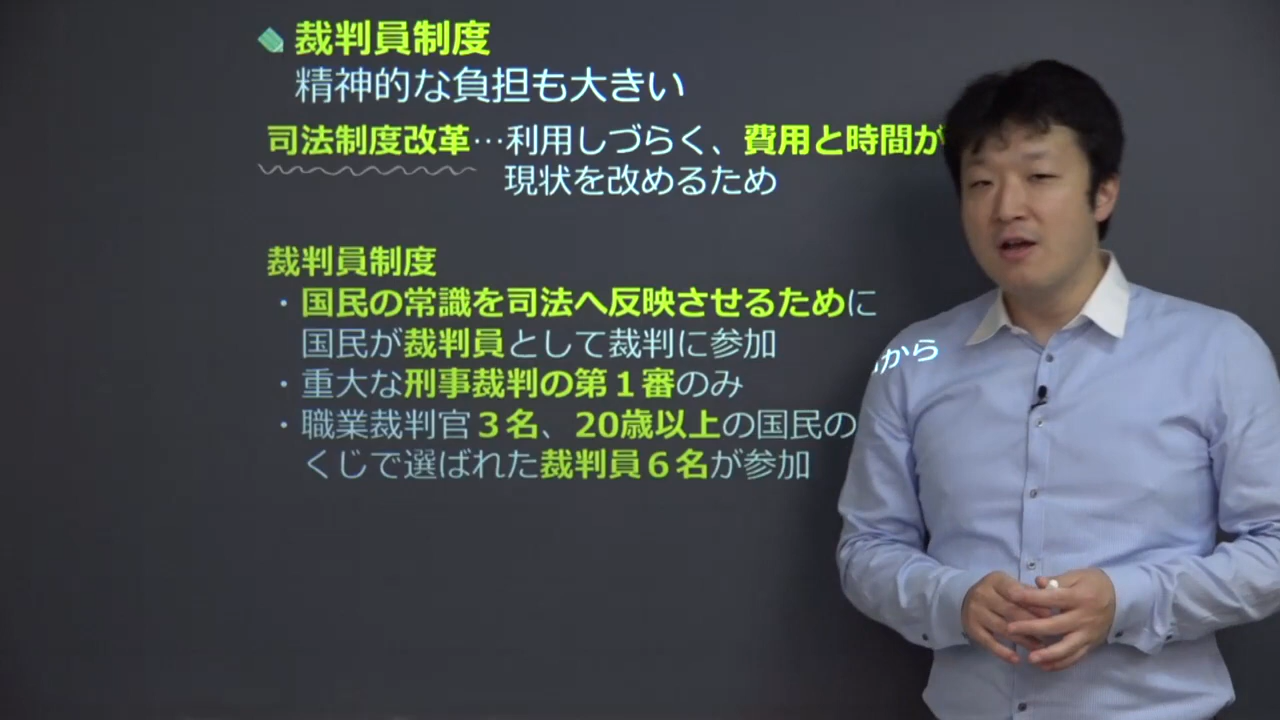 裁判員制度
精神的な負担も大きい
司法制度改革…利用しづらく、費用と時間が
現状を改めるため
裁判員制度
・国民の常識を司法へ反映させるために
国民が裁判員として裁判に参加
・重大な刑事裁判の第１審のみ
・職業裁判官３名、20歳以上の国民の
から
くじで選ばれた裁判員６名が参加